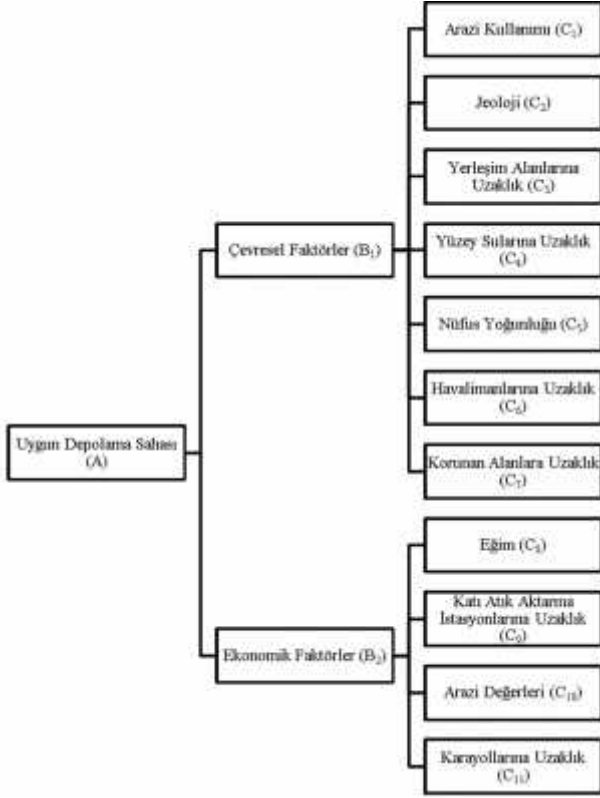 Arazi Kullanımı (C₁)
Jeoloji (C₂)
Yerleşim Alanlarına
Uzaklık (C₃)
Yüzey Sularına Uzaklık
(C₄)
Çevresel Faktörler (B₁)
Nüfus Yoğunluğu (C₅)
Havalimanlarına Uzaklık
(C₆)
Korunan Alanlara Uzaklık
(C₇)
Uygun Depolama Sahası
(A)
Eğim (C₈)
Katı Atık Aktarma
İstasyonlarına Uzaklık
(C₉)
Ekonomik Faktörler (B₂)
Arazi Değerleri (C₁₀)
Karayollarına Uzaklık
(C₁₁)